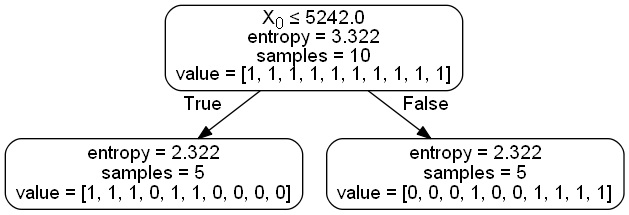 X₀ ≤ 5242.0
entropy = 3.322
samples = 10
value = [1, 1, 1, 1, 1, 1, 1, 1, 1, 1]
True
False
entropy = 2.322
samples = 5
value = [1, 1, 1, 0, 1, 1, 0, 0, 0, 0]
entropy = 2.322
samples = 5
value = [0, 0, 0, 1, 0, 0, 1, 1, 1, 1]